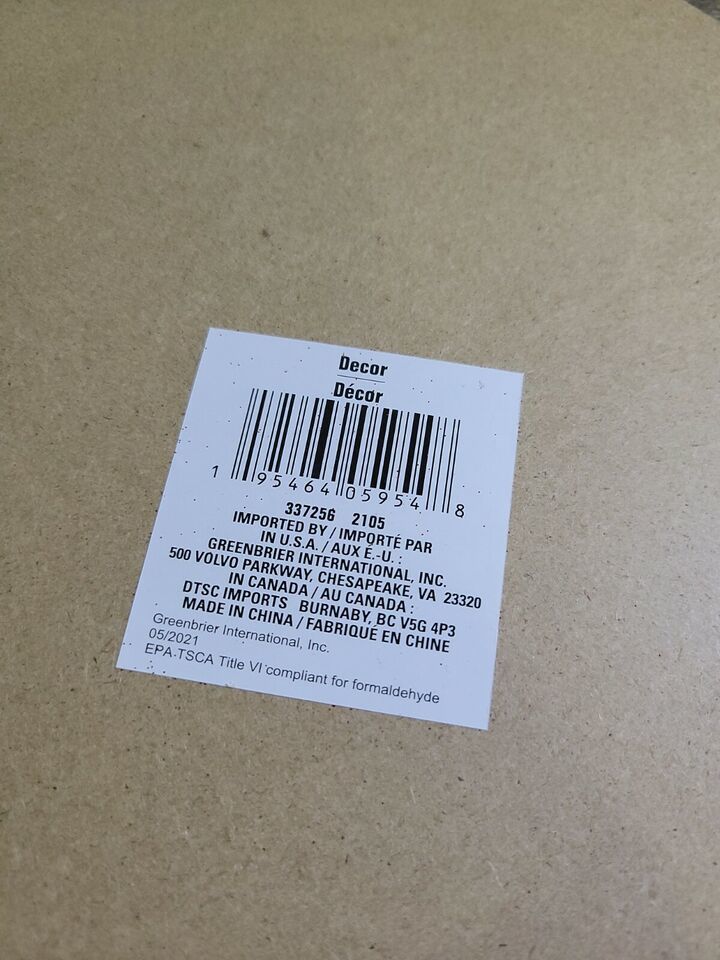 Decor
Décor
1 95464 05954 8
337256 2105
IMPORTED BY / IMPORTÉ PAR
IN U.S.A. / AUX É.-U. :
GREENBRIER INTERNATIONAL, INC.
500 VOLVO PARKWAY, CHESAPEAKE, VA 23320
IN CANADA / AU CANADA :
DTSC IMPORTS BURNABY, BC V5G 4P3
MADE IN CHINA / FABRIQUÉ EN CHINE
Greenbrier International, Inc.
05/2021
EPA TSCA Title VI compliant for formaldehyde